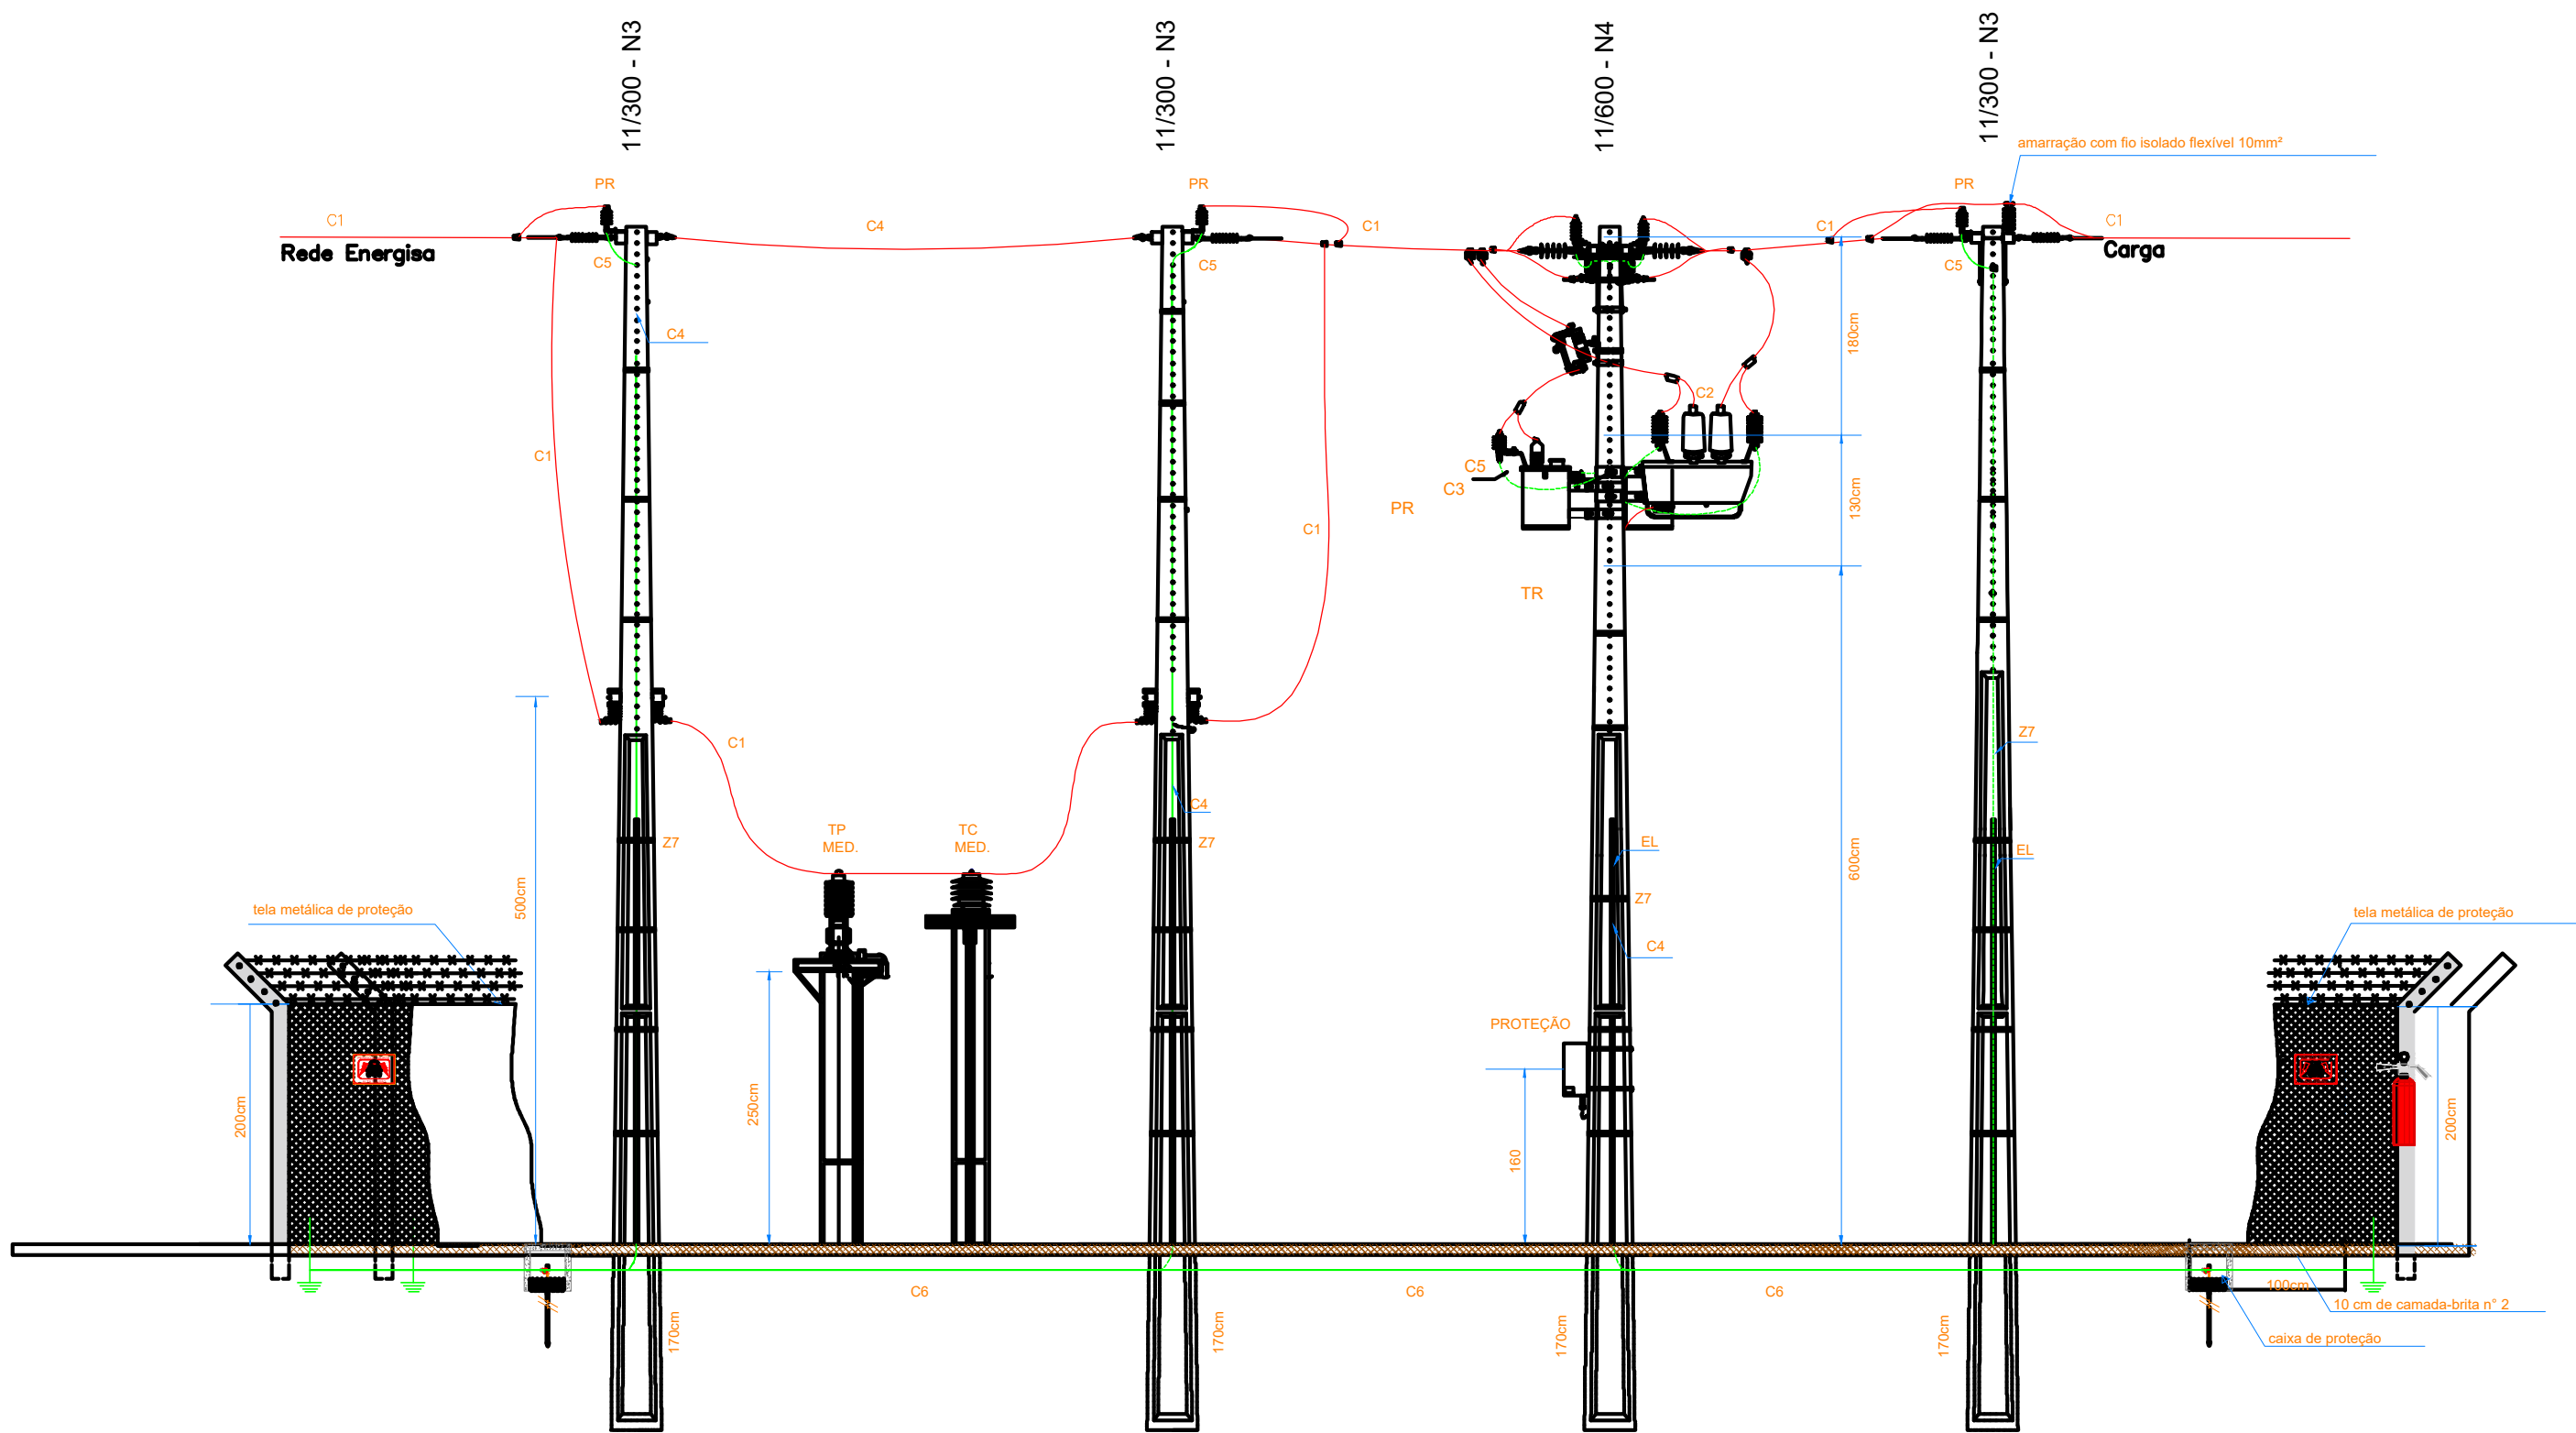 11/300 - N3
11/300 - N3
11/600 - N4
11/300 - N3
amarração com fio isolado flexível 10mm²
PR
PR
PR
C1
C4
C1
C1
C1
Rede Energisa
Carga
C5
C5
C5
C4
180cm
C2
C1
C5
C3
130cm
PR
C1
TR
Z7
C1
C4
TP
MED.
TC
MED.
Z7
Z7
EL
EL
600cm
500cm
Z7
tela metálica de proteção
tela metálica de proteção
C4
PROTEÇÃO
200cm
250cm
160
200cm
C6
C6
C6
100cm
10 cm de camada-brita n° 2
170cm
170cm
170cm
170cm
caixa de proteção